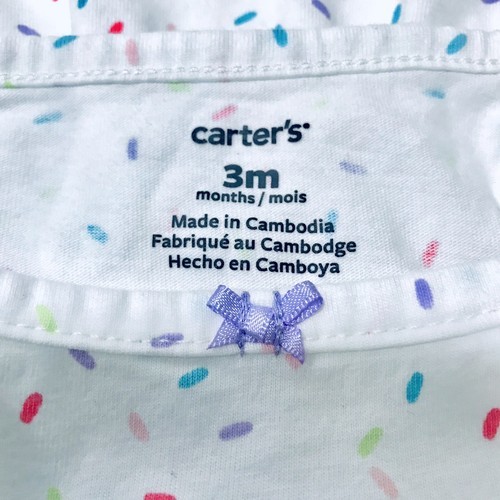 carter's
3m
months / mois
Made in Cambodia
Fabriqué au Cambodge
Hecho en Camboya